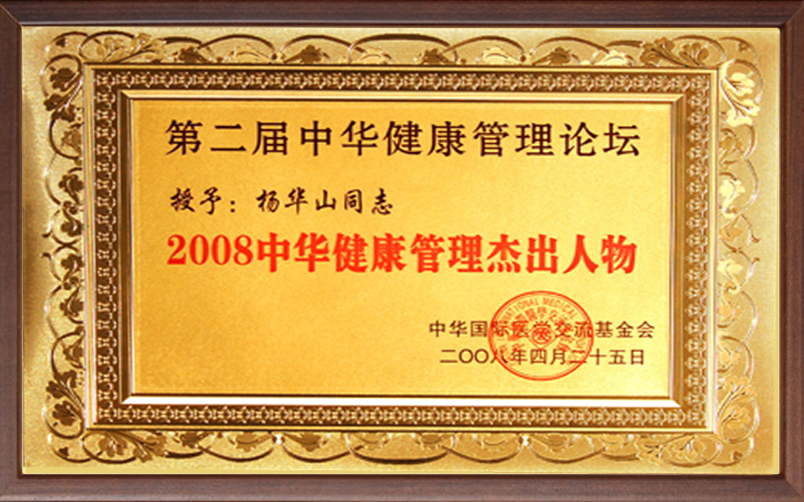 第二届中华健康管理论坛
授予：杨华山同志
2008中华健康管理杰出人物
中华国际医学交流基金会
二〇〇八年四月二十五日